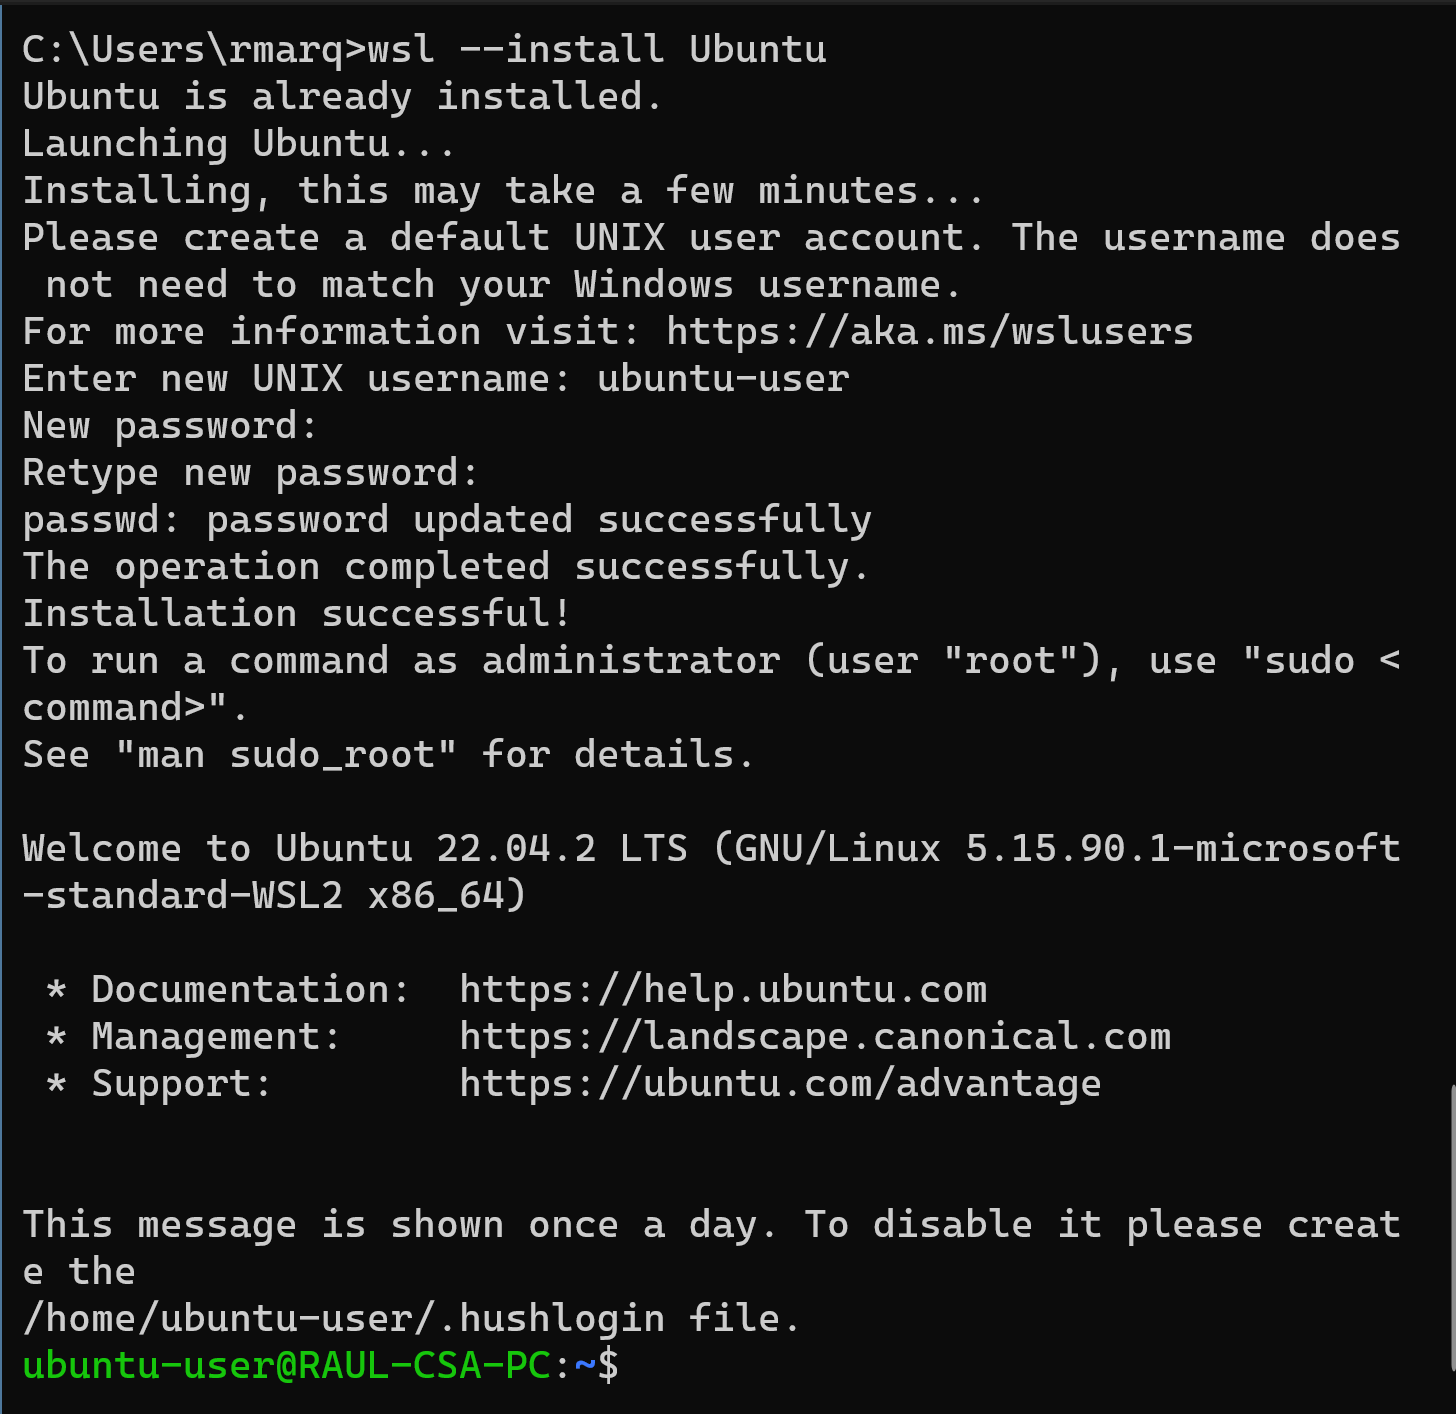 C:\Users\rmarq>wsl --install Ubuntu
Ubuntu is already installed.
Launching Ubuntu...
Installing, this may take a few minutes...
Please create a default UNIX user account. The username does
 not need to match your Windows username.
For more information visit: https://aka.ms/wslusers
Enter new UNIX username: ubuntu-user
New password:
Retype new password:
passwd: password updated successfully
The operation completed successfully.
Installation successful!
To run a command as administrator (user "root"), use "sudo <
command>".
See "man sudo_root" for details.

Welcome to Ubuntu 22.04.2 LTS (GNU/Linux 5.15.90.1-microsoft
-standard-WSL2 x86_64)

 * Documentation:  https://help.ubuntu.com
 * Management:     https://landscape.canonical.com
 * Support:        https://ubuntu.com/advantage


This message is shown once a day. To disable it please creat
e the
/home/ubuntu-user/.hushlogin file.
ubuntu-user@RAUL-CSA-PC:~$